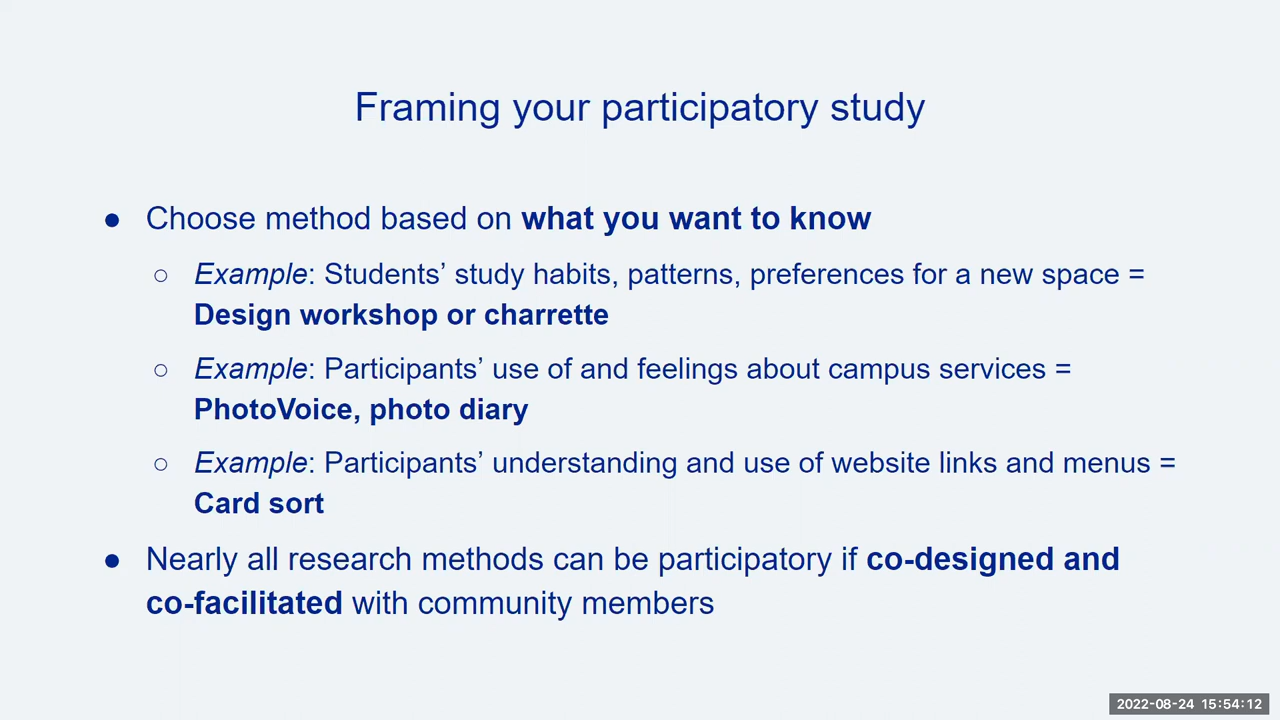 Framing your participatory study
● Choose method based on what you want to know
○ Example: Students’ study habits, patterns, preferences for a new space =
Design workshop or charrette
○ Example: Participants’ use of and feelings about campus services =
PhotoVoice, photo diary
○ Example: Participants’ understanding and use of website links and menus =
Card sort
● Nearly all research methods can be participatory if co-designed and
co-facilitated with community members
2022-08-24 15:54:12